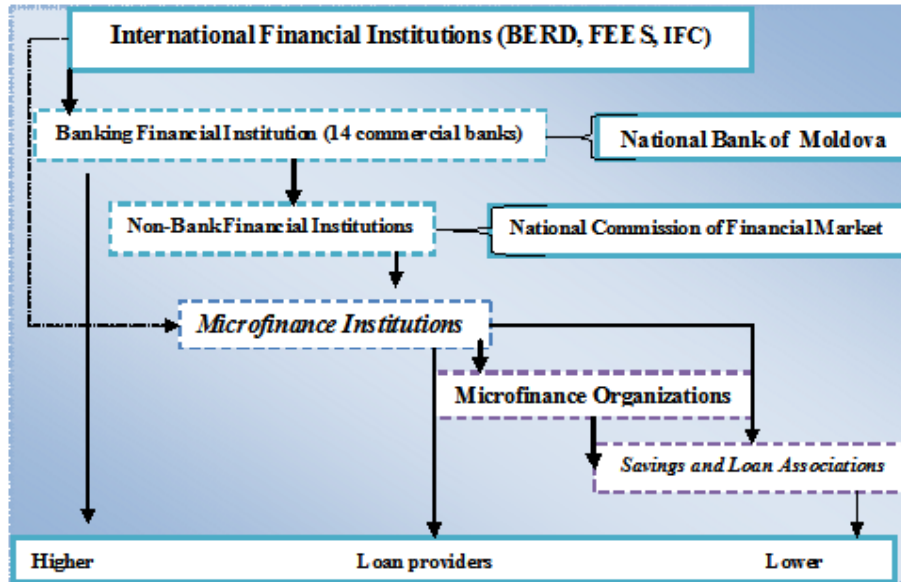 International Financial Institutions (BERD, FEES, IFC)
Banking Financial Institution (14 commercial banks)
National Bank of Moldova
Non-Bank Financial Institutions
National Commission of Financial Market
Microfinance Institutions
Microfinance Organizations
Savings and Loan Associations
Higher Loan providers Lower